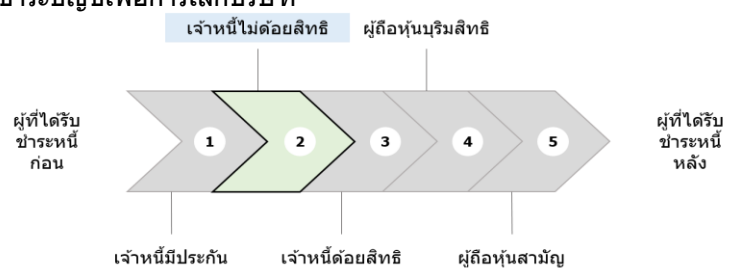 เจ้าหนี้ไม่ด้อยสิทธิ ผู้ถือหุ้นบุริมสิทธิ
ผู้ที่ได้รับ
ชำระหนี้
ก่อน
1 2 3 4 5
ผู้ที่ได้รับ
ชำระหนี้
หลัง
เจ้าหนี้มีประกัน เจ้าหนี้ด้อยสิทธิ ผู้ถือหุ้นสามัญ